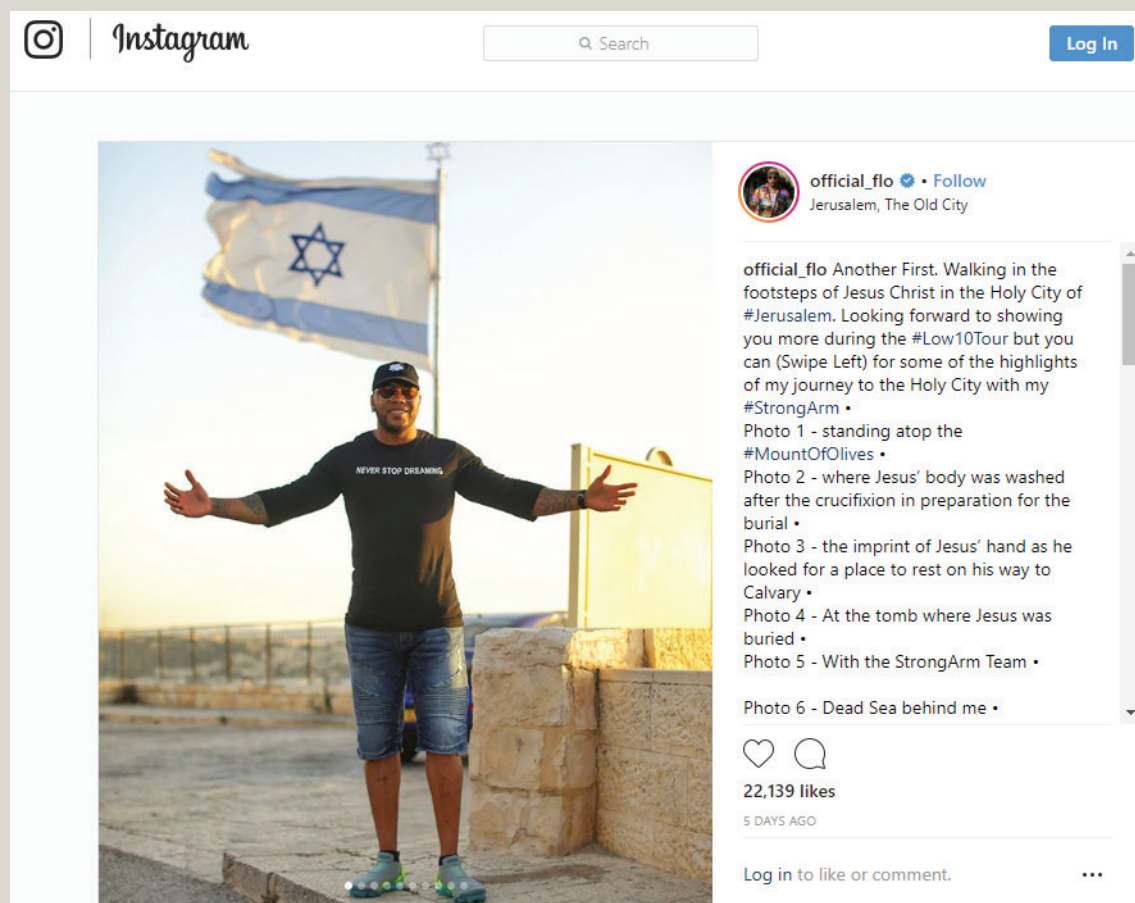 Instagram
Search
Log In
official_flo • Follow
Jerusalem, The Old City
official_flo Another First. Walking in the
footsteps of Jesus Christ in the Holy City of
#Jerusalem. Looking forward to showing
you more during the #Low10Tour but you
can (Swipe Left) for some of the highlights
of my journey to the Holy City with my
#StrongArm •
Photo 1 - standing atop the
#MountOfOlives •
Photo 2 - where Jesus' body was washed
after the crucifixion in preparation for the
burial •
Photo 3 - the imprint of Jesus' hand as he
looked for a place to rest on his way to
Calvary •
Photo 4 - At the tomb where Jesus was
buried •
Photo 5 - With the StrongArm Team •
Photo 6 - Dead Sea behind me •
22,139 likes
5 DAYS AGO
Log in to like or comment.
NEVER STOP DREAMING